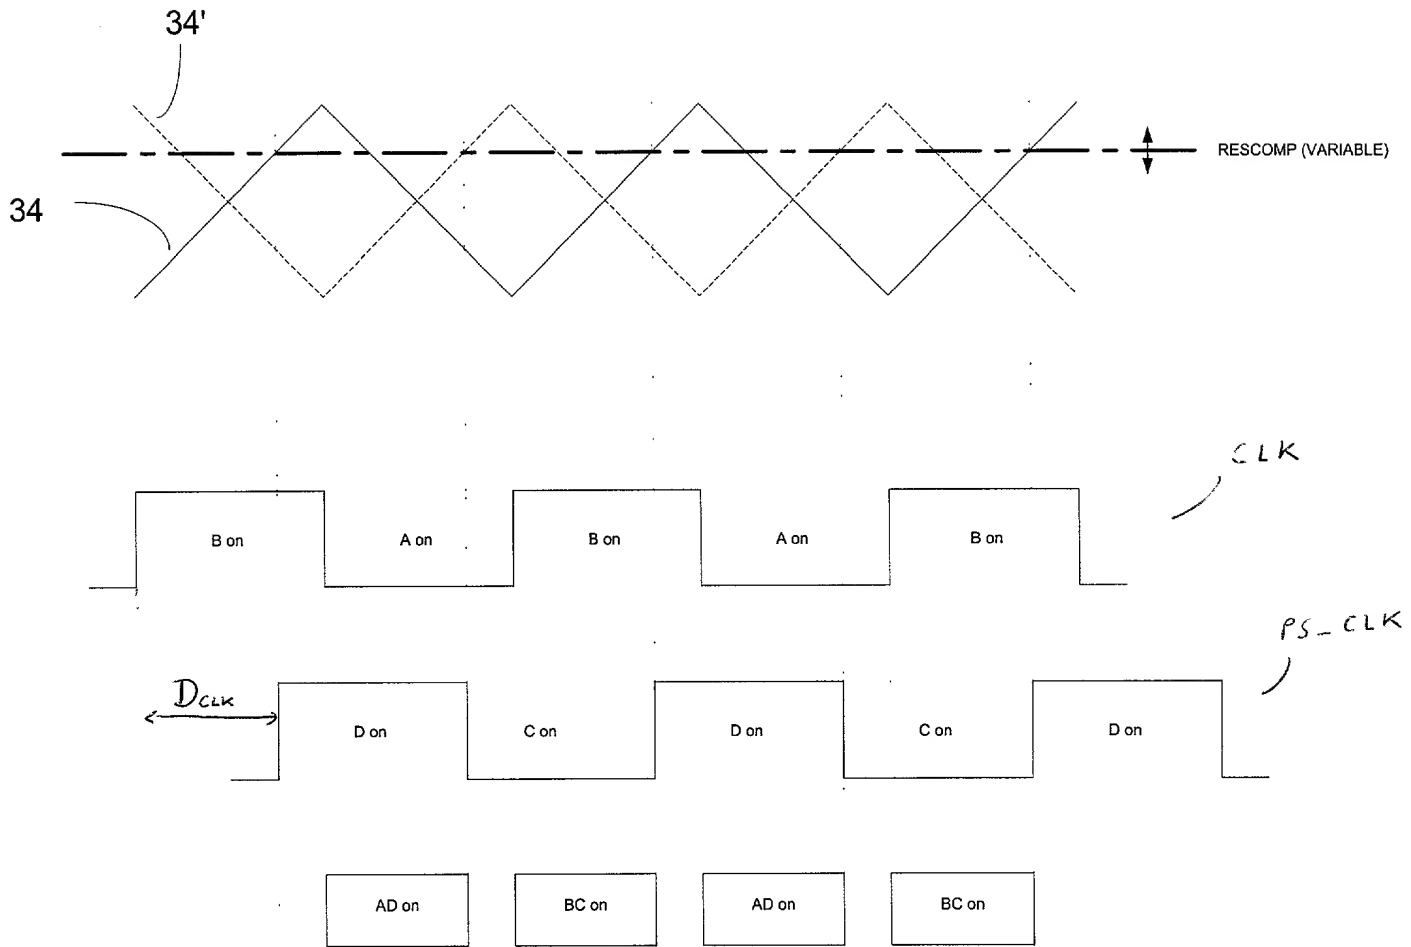 34'
RESCOMP (VARIABLE)
34
CLK
B on
A on
B on
A on
B on
PS_CLK
DCLK
D on
C on
D on
C on
D on
AD on
BC on
AD on
BC on